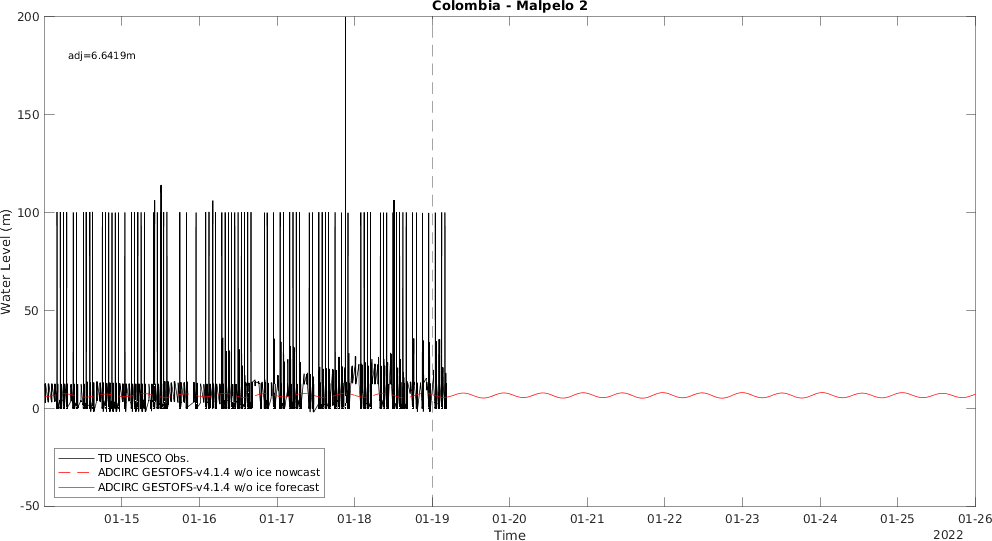 Colombia - Malpelo 2
adj=6.6419m
Water Level (m)
200
150
100
50
0
-50
TD UNESCO Obs.
ADCIRC GESTOFS-v4.1.4 w/o ice nowcast
ADCIRC GESTOFS-v4.1.4 w/o ice forecast
01-15 01-16 01-17 01-18 01-19 01-20 01-21 01-22 01-23 01-24 01-25 01-26
Time
2022